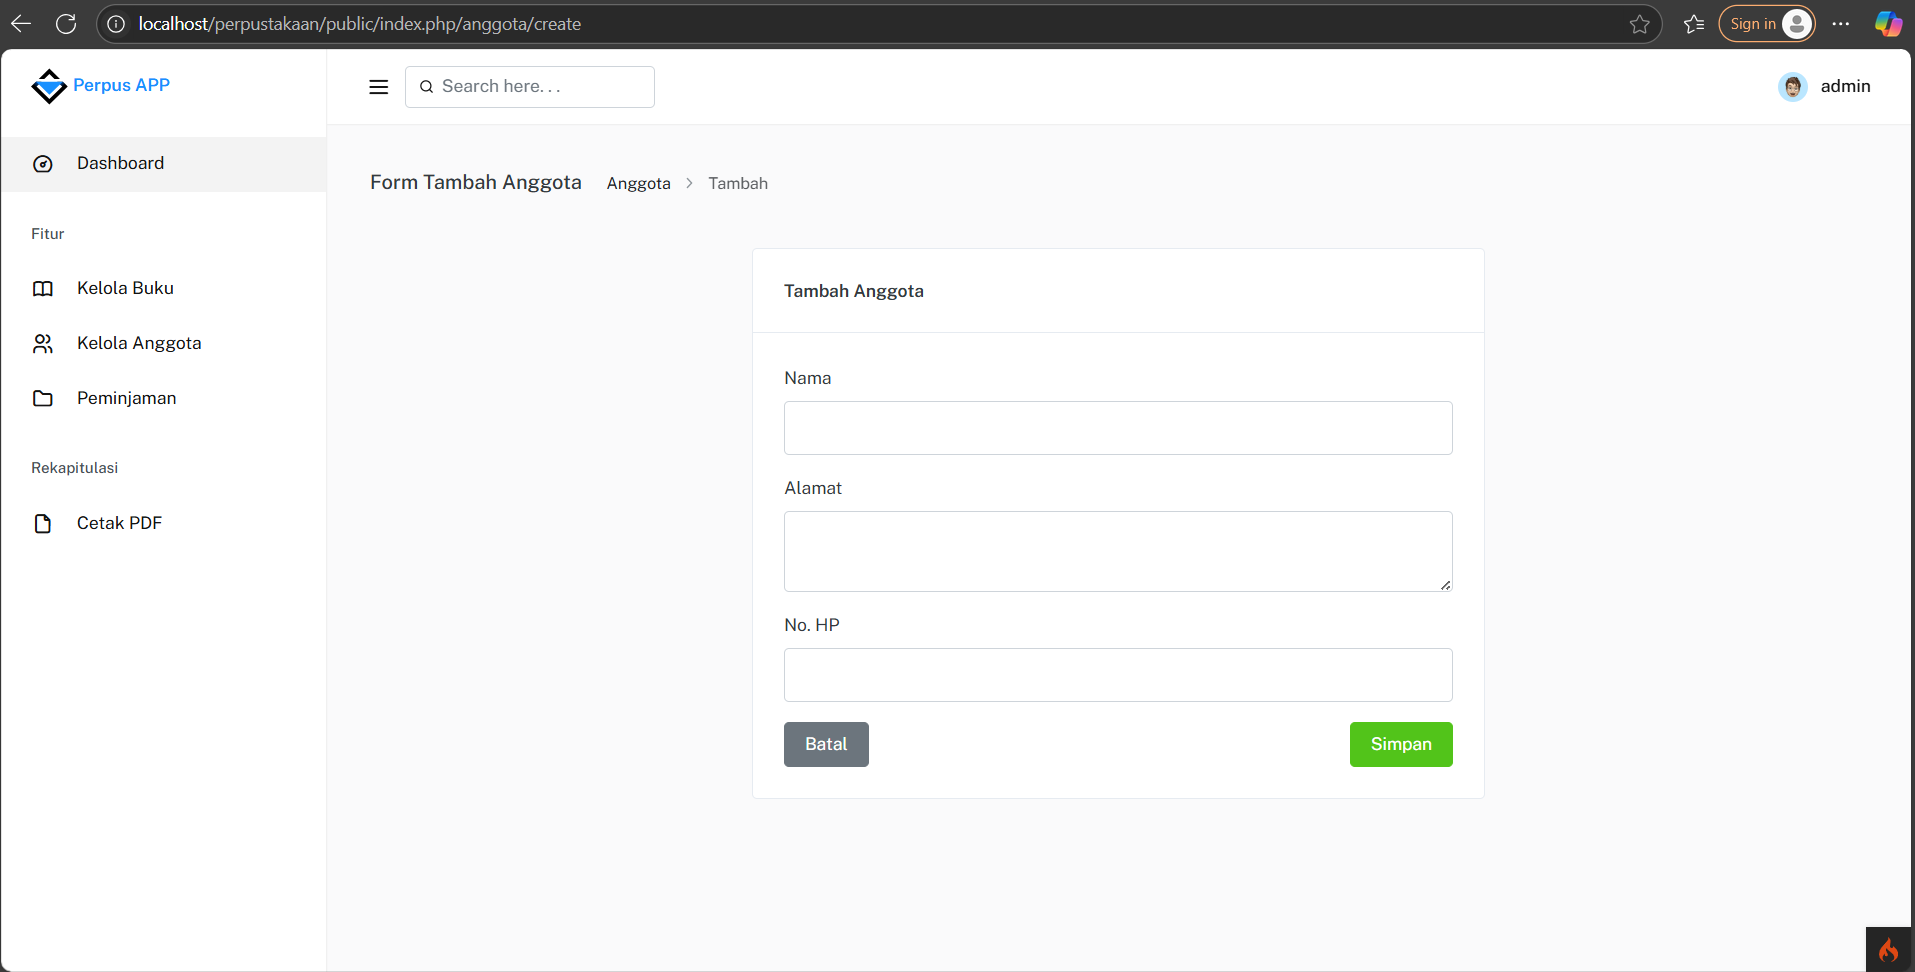 localhost/perpustakaan/public/index.php/anggota/create
Sign in
Perpus APP
Search here. . .
admin
Dashboard
Form Tambah Anggota Anggota > Tambah
Fitur
Kelola Buku
Kelola Anggota
Peminjaman
Rekapitulasi
Cetak PDF
Tambah Anggota
Nama
Alamat
No. HP
Batal
Simpan